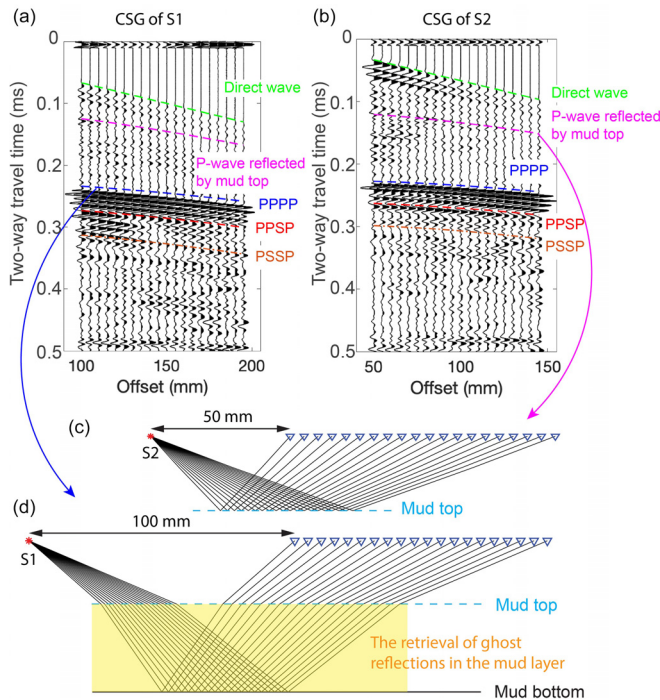 (a)
CSG of S1
0
0.1
0.2
0.3
0.4
0.5
Two-way travel time (ms)
100
150
200
Offset (mm)
Direct wave
P-wave reflected
by mud top
PPPP
PPSP
PSSP
(b)
CSG of S2
0
0.1
0.2
0.3
0.4
0.5
Two-way travel time (ms)
50
100
150
Offset (mm)
Direct wave
P-wave reflected
by mud top
PPPP
PPSP
PSSP
(c)
50 mm
S2
Mud top
(d)
100 mm
S1
Mud top
The retrieval of ghost
reflections in the mud layer
Mud bottom